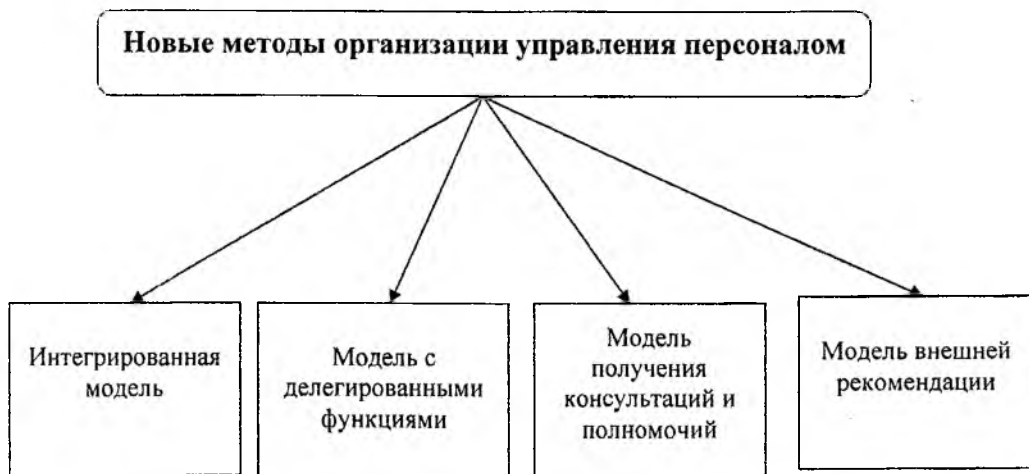 Новые методы организации управления персоналом
Интегрированная
модель
Модель с
делегированными
функциями
Модель
получения
консультаций и
полномочий
Модель внешней
рекомендации